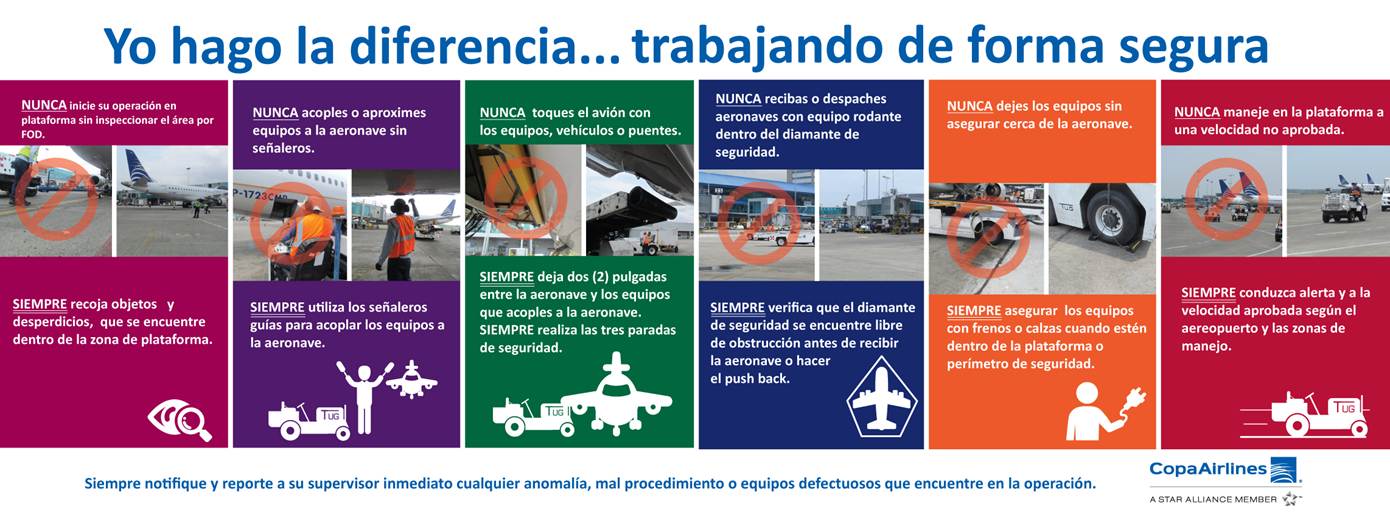 Yo hago la diferencia... trabajando de forma segura
NUNCA inicie su operación en
plataforma sin inspeccionar el área por
FOD.
SIEMPRE recoja objetos y
desperdicios, que se encuentre
dentro de la zona de plataforma.
NUNCA acoples o aproximes
equipos a la aeronave sin
señaleros.
P-1723CMP
SIEMPRE utiliza los señaleros
guías para acoplar los equipos a
la aeronave.
TUG
NUNCA toques el avión con
los equipos, vehículos o puentes.
SIEMPRE deja dos (2) pulgadas
entre la aeronave y los equipos
que acoples a la aeronave.
SIEMPRE realiza las tres paradas
de seguridad.
TUG
NUNCA recibas o despaches
aeronaves con equipo rodante
dentro del diamante de
seguridad.
SIEMPRE verifica que el diamante
de seguridad se encuentre libre
de obstrucción antes de recibir
la aeronave o hacer
el push back.
NUNCA dejes los equipos sin
asegurar cerca de la aeronave.
TUG
SIEMPRE asegurar los equipos
con frenos o calzas cuando estén
dentro de la plataforma o
perímetro de seguridad.
NUNCA maneje en la plataforma a
una velocidad no aprobada.
SIEMPRE conduzca alerta y a la
velocidad aprobada según el
aereopuerto y las zonas de
manejo.
TUG
Siempre notifique y reporte a su supervisor inmediato cualquier anomalía, mal procedimiento o equipos defectuosos que encuentre en la operación.
CopaAirlines
A STAR ALLIANCE MEMBER